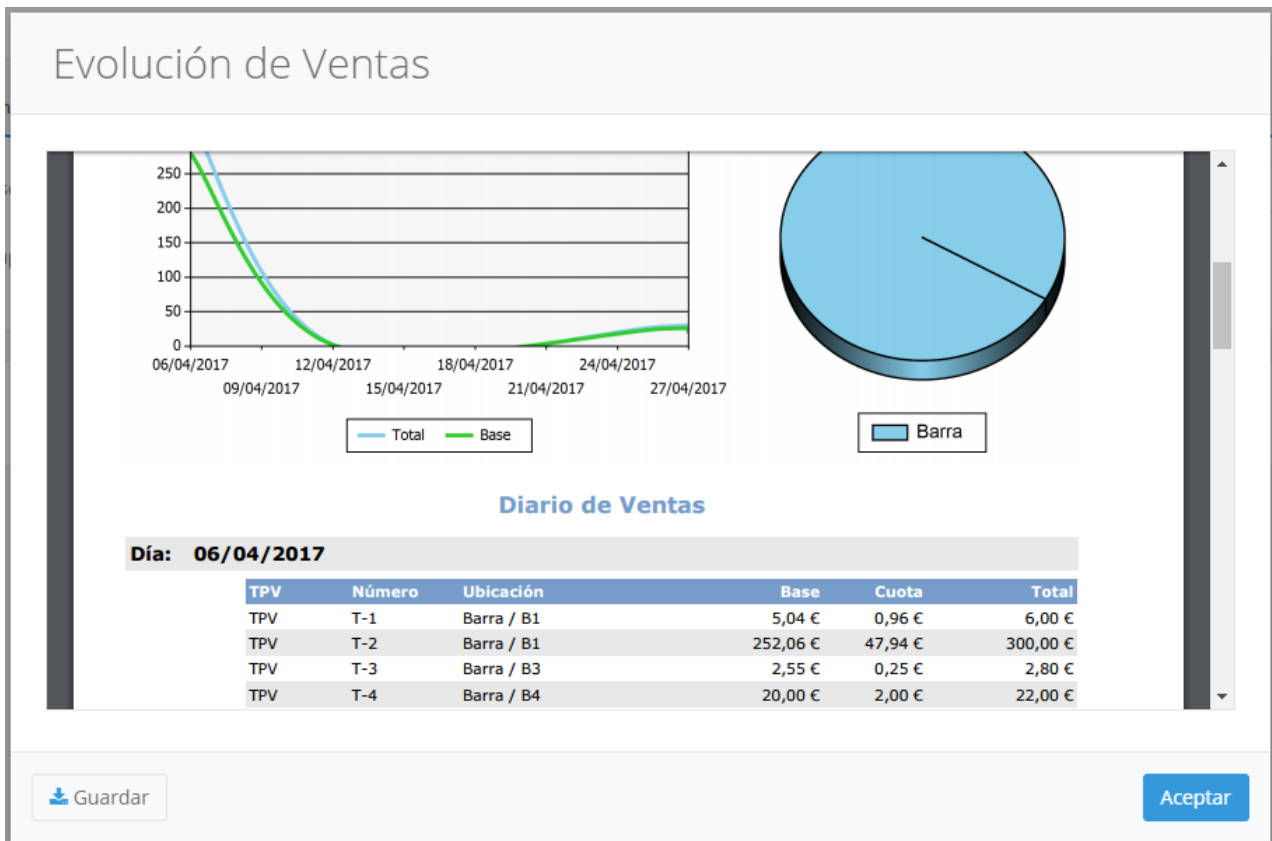 Evolución de Ventas
250
200
150
100
50
0
06/04/2017 12/04/2017 18/04/2017 24/04/2017
09/04/2017 15/04/2017 21/04/2017 27/04/2017
Total Base
Barra
Diario de Ventas
Día: 06/04/2017
TPV Número Ubicación Base Cuota Total
TPV T-1 Barra / B1 5,04 € 0,96 € 6,00 €
TPV T-2 Barra / B1 252,06 € 47,94 € 300,00 €
TPV T-3 Barra / B3 2,55 € 0,25 € 2,80 €
TPV T-4 Barra / B4 20,00 € 2,00 € 22,00 €
Guardar Aceptar